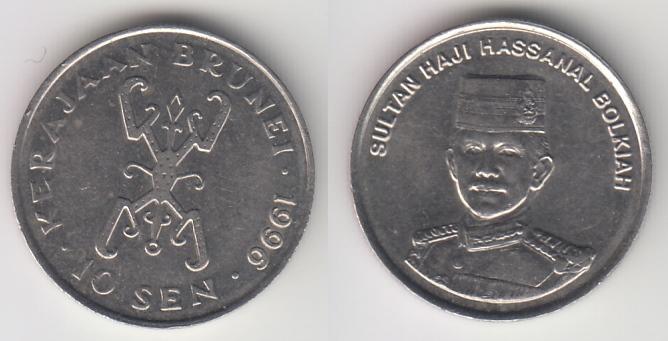 KERAJAAN BRUNEI · 1996 ·
10 SEN ·
SULTAN HAJI HASSANAL BOLKIAH